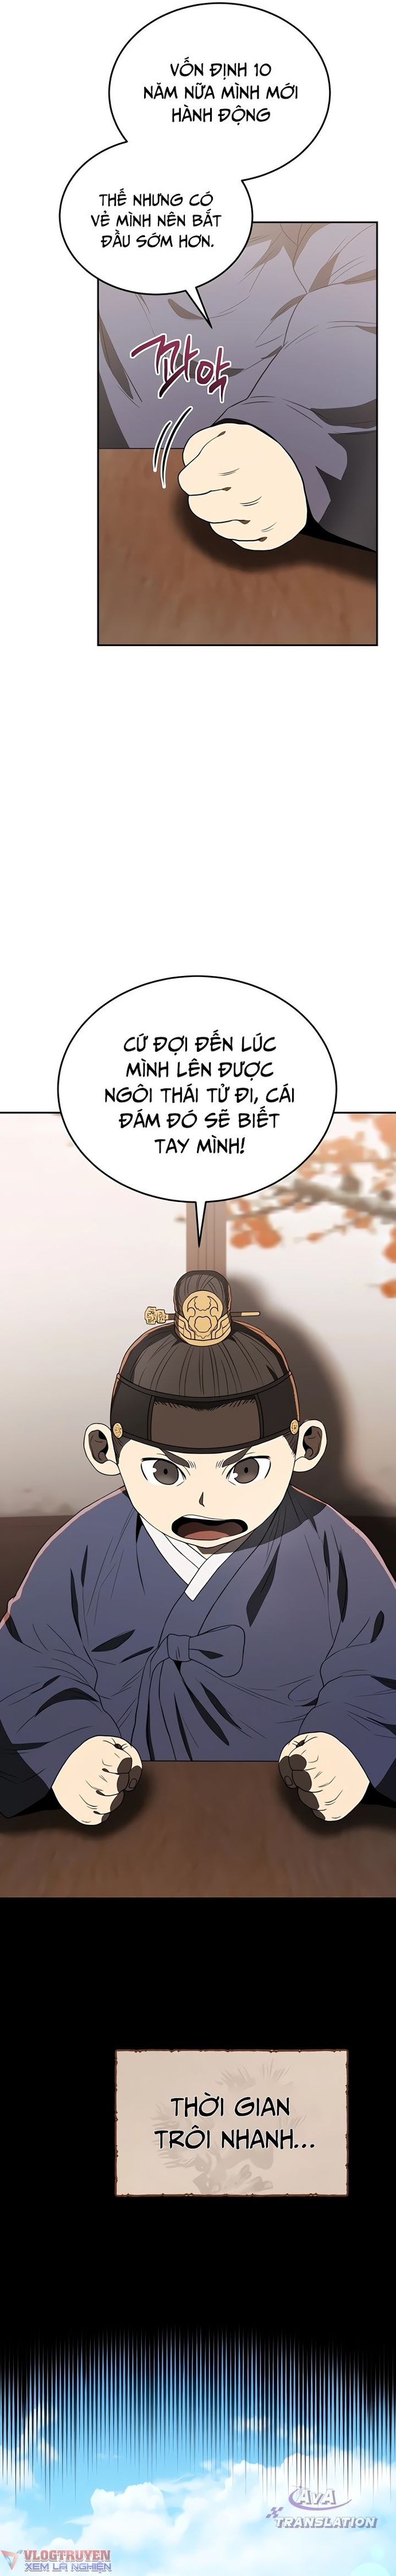 VỐN ĐỊNH 10
NĂM NỮA MÌNH MỚI
HÀNH ĐỘNG
THẾ NHƯNG CÓ
VẺ MÌNH NÊN BẮT
ĐẦU SỚM HƠN.
콰악
CỨ ĐỢI ĐẾN LÚC
MÌNH LÊN ĐƯỢC
NGÔI THÁI TỬ ĐI, CÁI
ĐÁM ĐÓ SẼ BIẾT
TAY MÌNH!
THỜI GIAN
TRÔI NHANH...
AVA
TRANSLATION
VLOGTRUYEN
XEM LÀ NGHIỆN